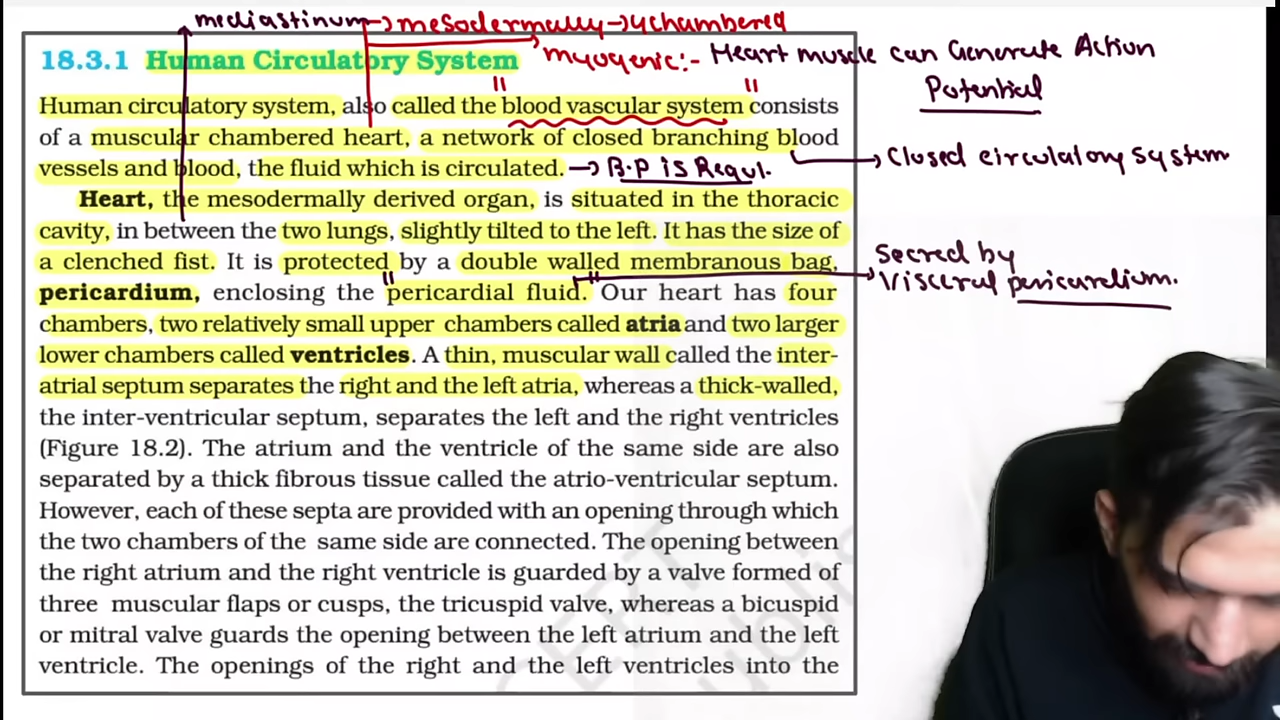 mediastinum → mesodermally → 4chambered
18.3.1 Human Circulatory System
myogenic:- Heart muscle can Generate Action
Potential
Human circulatory system, also called the "blood vascular system" consists
of a muscular chambered heart, a network of closed branching blood
→ Closed circulatory system
vessels and blood, the fluid which is circulated. → B.P is Regul.
Heart, the mesodermally derived organ, is situated in the thoracic
cavity, in between the two lungs, slightly tilted to the left. It has the size of
a clenched fist. It is protected by a double walled membranous bag,
Secred by
visceral pericardium.
pericardium, enclosing the "pericardial fluid." Our heart has four
chambers, two relatively small upper chambers called atria and two larger
lower chambers called ventricles. A thin, muscular wall called the inter-
atrial septum separates the right and the left atria, whereas a thick-walled,
the inter-ventricular septum, separates the left and the right ventricles
(Figure 18.2). The atrium and the ventricle of the same side are also
separated by a thick fibrous tissue called the atrio-ventricular septum.
However, each of these septa are provided with an opening through which
the two chambers of the same side are connected. The opening between
the right atrium and the right ventricle is guarded by a valve formed of
three muscular flaps or cusps, the tricuspid valve, whereas a bicuspid
or mitral valve guards the opening between the left atrium and the left
ventricle. The openings of the right and the left ventricles into the